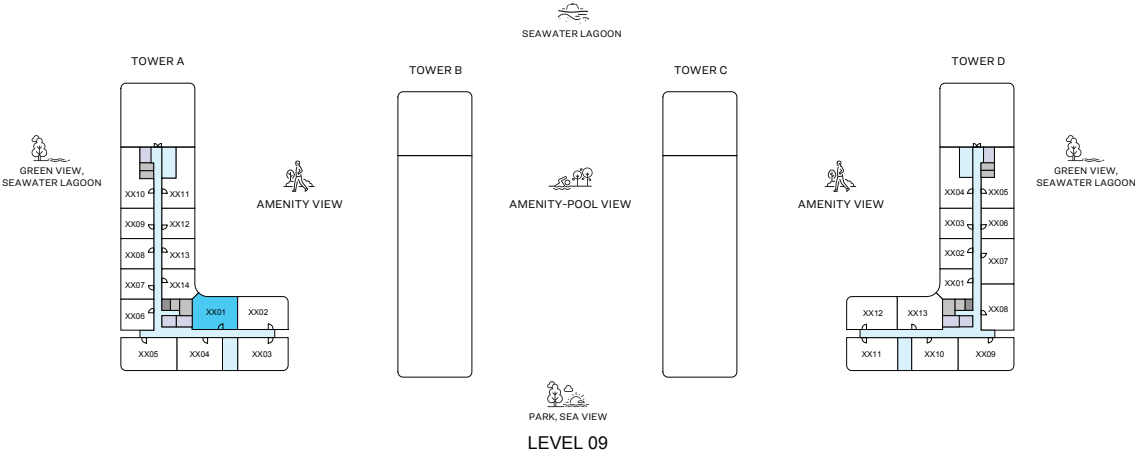 SEAWATER LAGOON
TOWER A
TOWER B
TOWER C
TOWER D
GREEN VIEW,
SEAWATER LAGOON
AMENITY VIEW
AMENITY-POOL VIEW
AMENITY VIEW
GREEN VIEW,
SEAWATER LAGOON
XX10 XX11
XX09 XX12
XX08 XX13
XX07 XX14
XX06 XX01 XX02
XX05 XX04 XX03
XX04 XX05
XX03 XX06
XX02 XX07
XX01
XX12 XX13 XX08
XX11 XX10 XX09
PARK, SEA VIEW
LEVEL 09